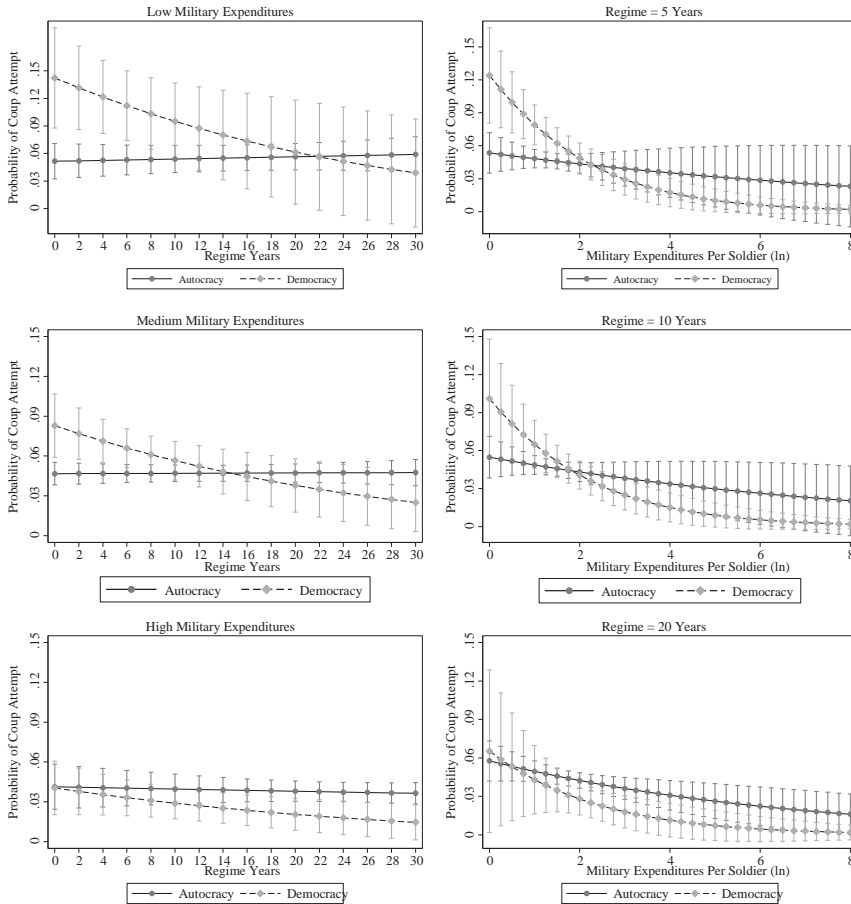 Low Military Expenditures
Probability of Coup Attempt
0 .03 .06 .09 .12 .15
0 2 4 6 8 10 12 14 16 18 20 22 24 26 28 30
Regime Years
Autocracy Democracy
Regime = 5 Years
Probability of Coup Attempt
0 .03 .06 .09 .12 .15
0 2 4 6 8
Military Expenditures Per Soldier (ln)
Autocracy Democracy
Medium Military Expenditures
Probability of Coup Attempt
0 .03 .06 .09 .12 .15
0 2 4 6 8 10 12 14 16 18 20 22 24 26 28 30
Regime Years
Autocracy Democracy
Regime = 10 Years
Probability of Coup Attempt
0 .03 .06 .09 .12 .15
0 2 4 6 8
Military Expenditures Per Soldier (ln)
Autocracy Democracy
High Military Expenditures
Probability of Coup Attempt
0 .03 .06 .09 .12 .15
0 2 4 6 8 10 12 14 16 18 20 22 24 26 28 30
Regime Years
Autocracy Democracy
Regime = 20 Years
Probability of Coup Attempt
0 .03 .06 .09 .12 .15
0 2 4 6 8
Military Expenditures Per Soldier (ln)
Autocracy Democracy